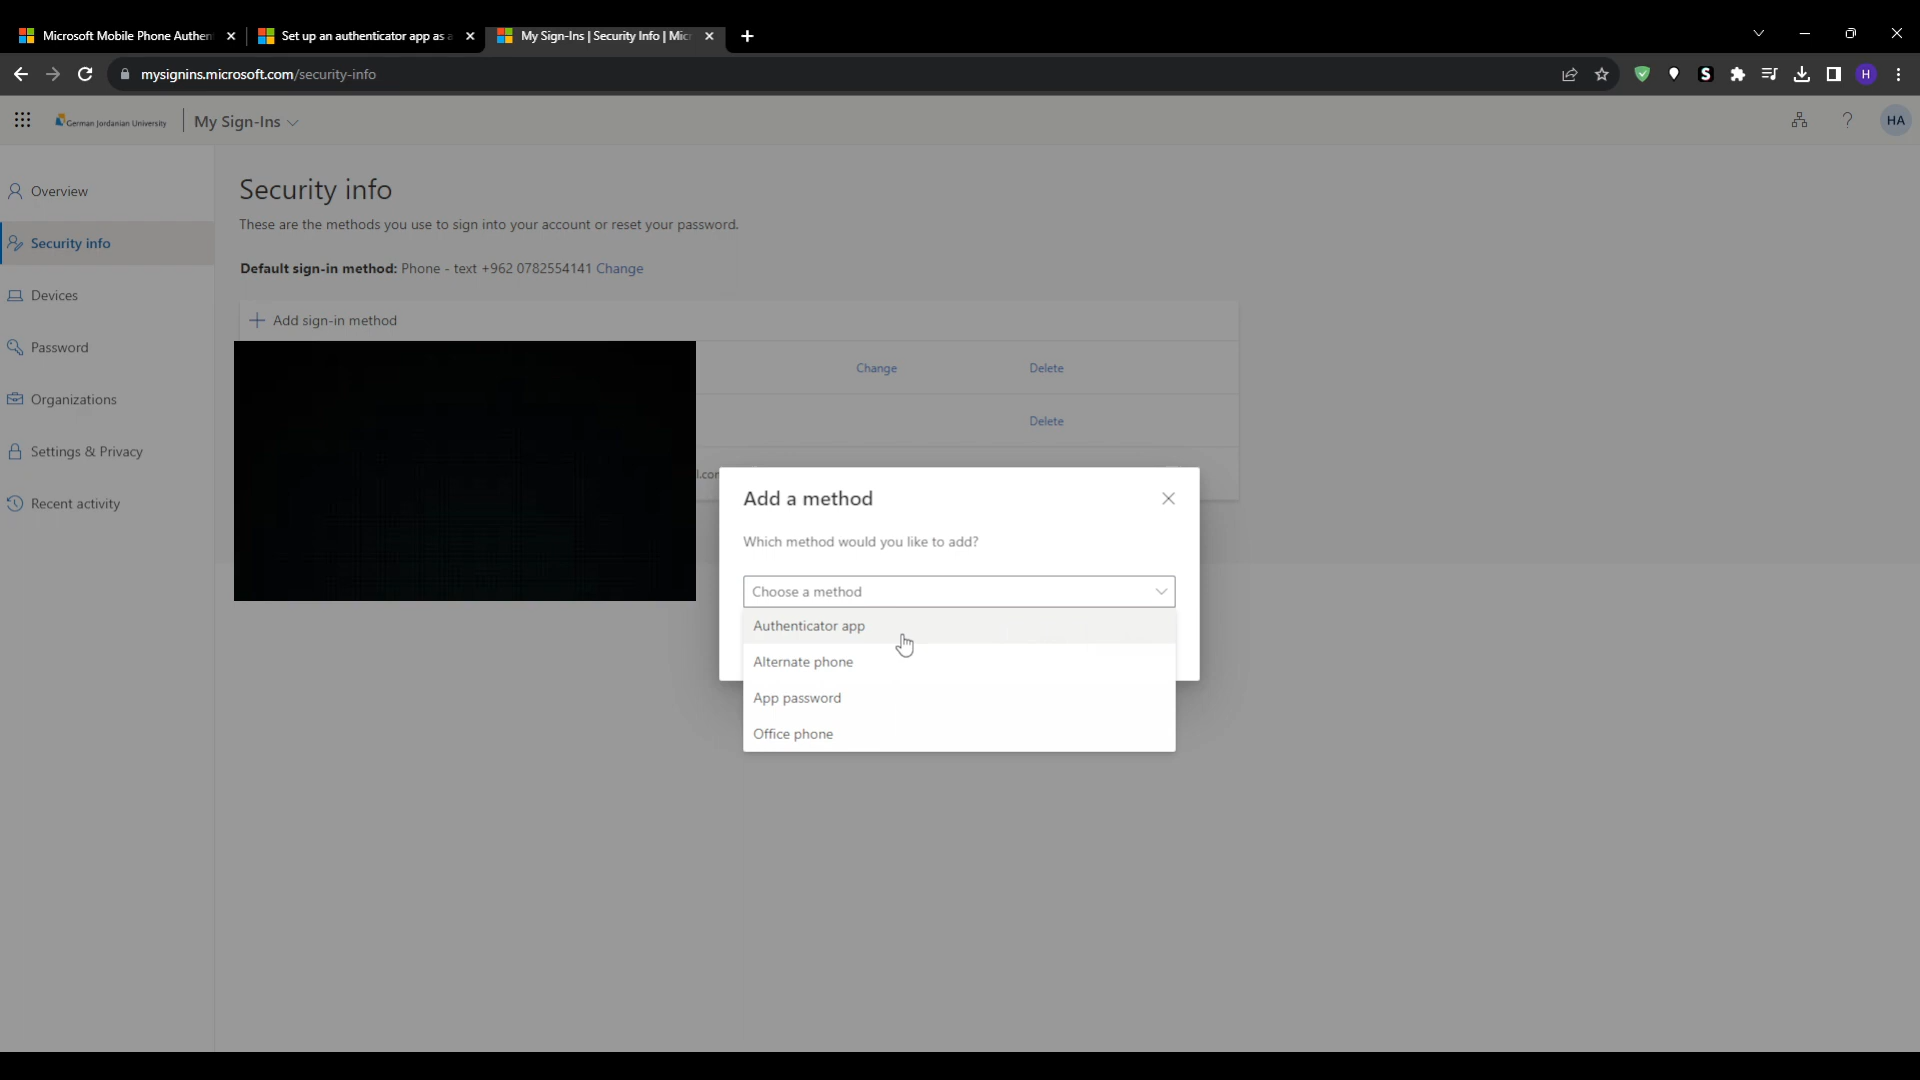 Microsoft Mobile Phone Authen
Set up an authenticator app as a
My Sign-Ins | Security Info | Micr
mysignins.microsoft.com/security-info
S
H
German Jordanian University
My Sign-Ins
?
HA
Overview
Security info
Devices
Password
Organizations
Settings & Privacy
Recent activity
Security info
These are the methods you use to sign into your account or reset your password.
Default sign-in method: Phone - text +962 0782554141 Change
Add sign-in method
Change
Delete
Delete
l.com
Add a method
Which method would you like to add?
Choose a method
Authenticator app
Alternate phone
App password
Office phone